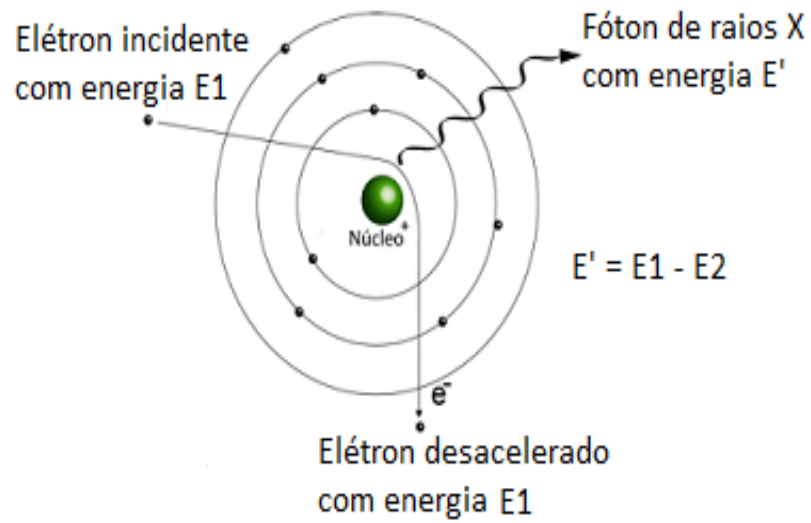 Elétron incidente
com energia E1
Fóton de raios X
com energia E'
Núcleo +
E' = E1 - E2
e-
Elétron desacelerado
com energia E1